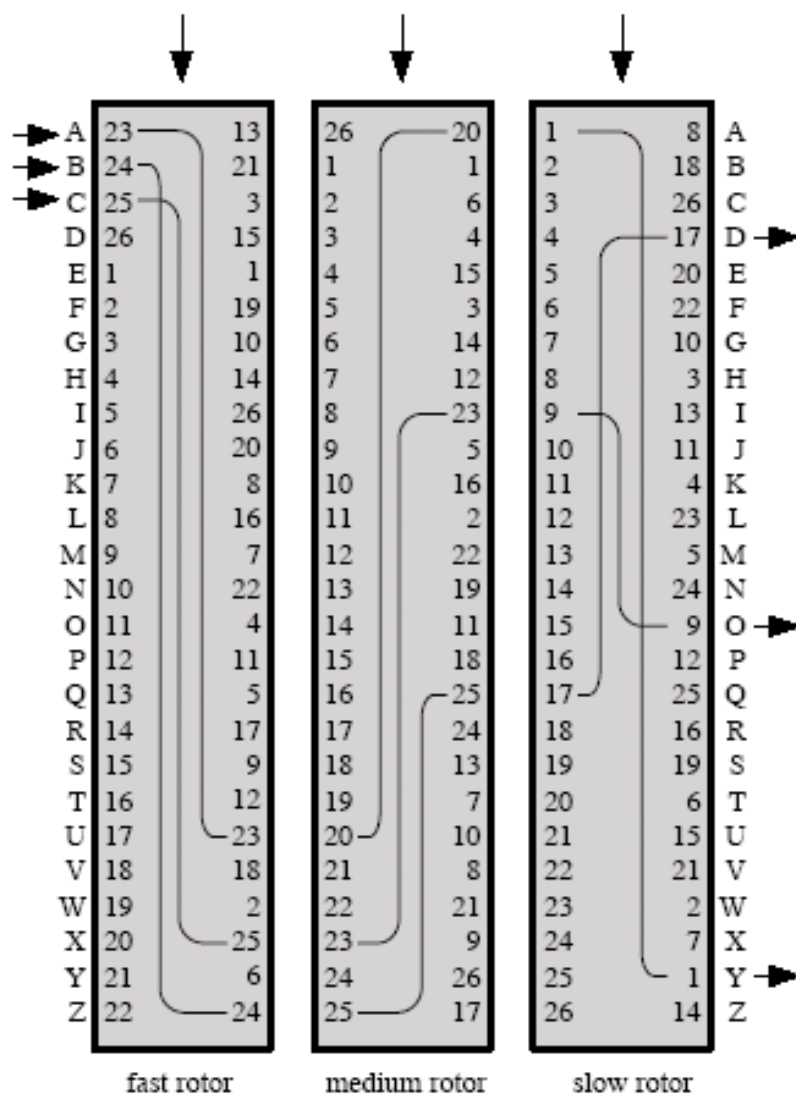 A 23 13 26 20 1 8 A
B 24 21 1 1 2 18 B
C 25 3 2 6 3 26 C
D 26 15 3 4 4 17 D
E 1 1 4 15 5 20 E
F 2 19 5 3 6 22 F
G 3 10 6 14 7 10 G
H 4 14 7 12 8 3 H
I 5 26 8 23 9 13 I
J 6 20 9 5 10 11 J
K 7 8 10 16 11 4 K
L 8 16 11 2 12 23 L
M 9 7 12 22 13 5 M
N 10 22 13 19 14 24 N
O 11 4 14 11 15 9 O
P 12 11 15 18 16 12 P
Q 13 5 16 25 17 25 Q
R 14 17 17 24 18 16 R
S 15 9 18 13 19 19 S
T 16 12 19 7 20 6 T
U 17 23 20 10 21 15 U
V 18 18 21 8 22 21 V
W 19 2 22 21 23 2 W
X 20 25 23 9 24 7 X
Y 21 6 24 26 25 1 Y
Z 22 24 25 17 26 14 Z
fast rotor medium rotor slow rotor